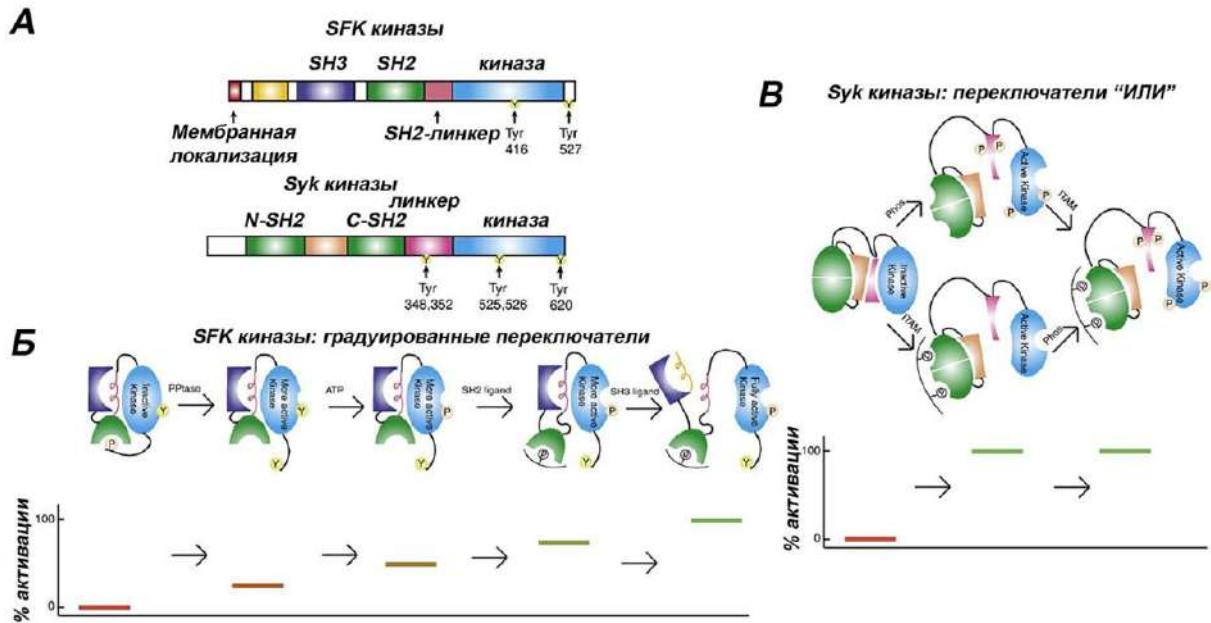 А
SFK киназы
SH3
SH2
киназа
Y
Y
Мембранная
локализация
SH2-линкер
Tyr
416
Tyr
527
Syk киназы
линкер
N-SH2
C-SH2
киназа
Y
Y
Y
Tyr
348,352
Tyr
525,526
Tyr
620
Б
SFK киназы: градуированные переключатели
Inactive
Kinase
Y
P
PPtase
More active
Kinase
Y
Y
ATP
More active
Kinase
P
Y
SH2 ligand
More active
Kinase
P
Y
SH3 ligand
Fully active
Kinase
P
Y
% активации
100
0
В
Syk киназы: переключатели “ИЛИ”
Inactive
Kinase
Phos
P
P
Active Kinase
P
P
ITAM
ITAM
Active
Kinase
Phos
P
P
Active
Kinase
P
P
% активации
100
0